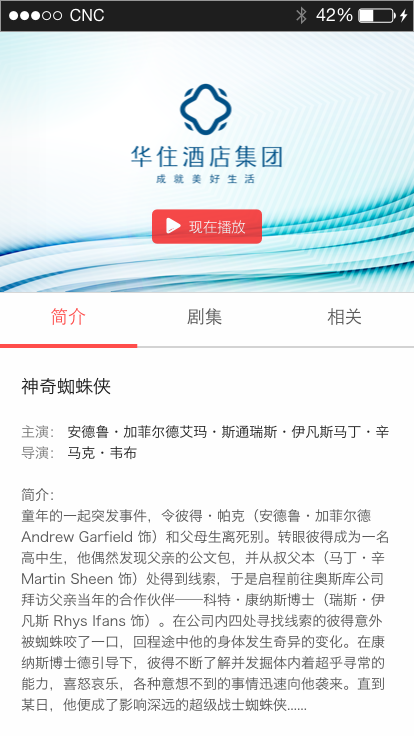 CNC 42%
华住酒店集团
成就美好生活
现在播放
简介 剧集 相关
神奇蜘蛛侠
主演： 安德鲁·加菲尔德艾玛·斯通瑞斯·伊凡斯马丁·辛
导演： 马克·韦布
简介：
童年的一起突发事件，令彼得·帕克（安德鲁·加菲尔德
Andrew Garfield 饰）和父母生离死别。转眼彼得成为一名
高中生，他偶然发现父亲的公文包，并从叔父本（马丁·辛
Martin Sheen 饰）处得到线索，于是启程前往奥斯库公司
拜访父亲当年的合作伙伴——科特·康纳斯博士（瑞斯·伊
凡斯 Rhys Ifans 饰）。在公司内四处寻找线索的彼得意外
被蜘蛛咬了一口，回程途中他的身体发生奇异的变化。在康
纳斯博士德引导下，彼得不断了解并发掘体内着超乎寻常的
能力，喜怒哀乐，各种意想不到的事情迅速向他袭来。直到
某日，他便成了影响深远的超级战士蜘蛛侠......